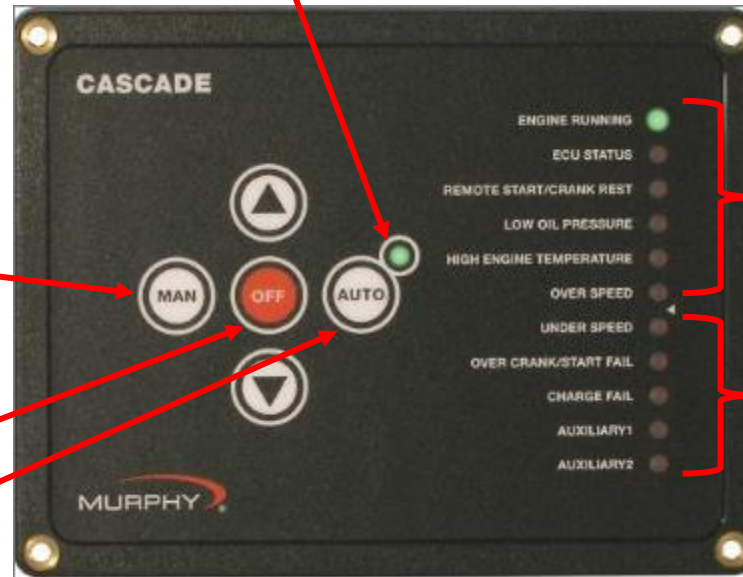 CASCADE
ENGINE RUNNING
ECU STATUS
REMOTE START/CRANK REST
LOW OIL PRESSURE
HIGH ENGINE TEMPERATURE
MAN
OFF
AUTO
OVER SPEED
UNDER SPEED
OVER CRANK/START FAIL
CHARGE FAIL
AUXILIARY1
AUXILIARY2
MURPHY
®